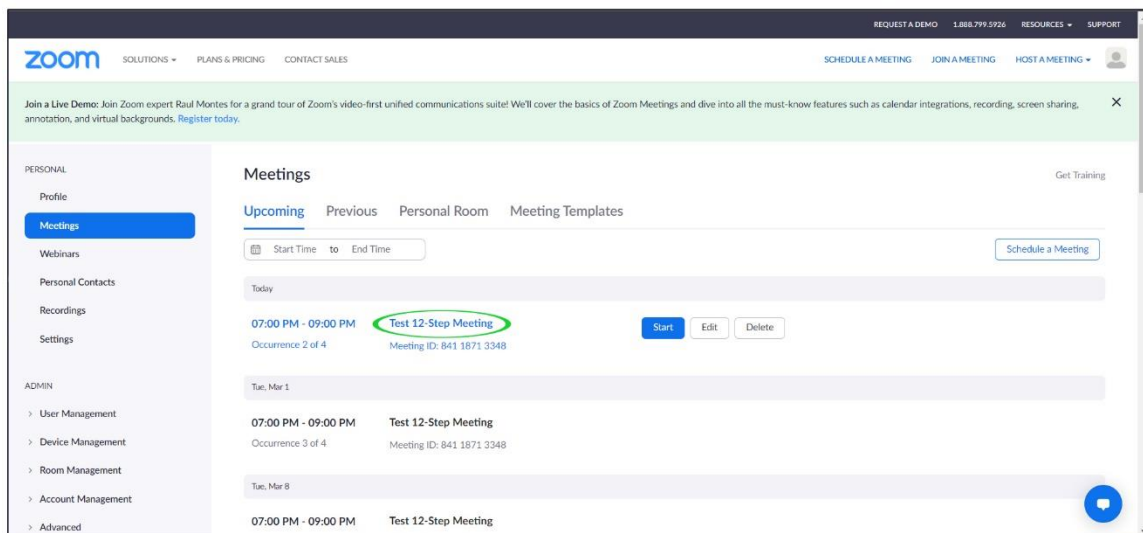 REQUEST A DEMO 1.888.799.5926 RESOURCES SUPPORT
zoom SOLUTIONS PLANS & PRICING CONTACT SALES SCHEDULE A MEETING JOIN A MEETING HOST A MEETING
Join a Live Demo: Join Zoom expert Raul Montes for a grand tour of Zoom's video-first unified communications suite! We'll cover the basics of Zoom Meetings and dive into all the must-know features such as calendar integrations, recording, screen sharing,
annotation, and virtual backgrounds. Register today.
PERSONAL
Profile
Meetings
Webinars
Personal Contacts
Recordings
Settings
ADMIN
> User Management
> Device Management
> Room Management
> Account Management
> Advanced
Meetings Get Training
Upcoming Previous Personal Room Meeting Templates
Start Time to End Time Schedule a Meeting
Today
07:00 PM - 09:00 PM Test 12-Step Meeting Start Edit Delete
Occurrence 2 of 4 Meeting ID: 841 1871 3348
Tue, Mar 1
07:00 PM - 09:00 PM Test 12-Step Meeting
Occurrence 3 of 4 Meeting ID: 841 1871 3348
Tue, Mar 8
07:00 PM - 09:00 PM Test 12-Step Meeting